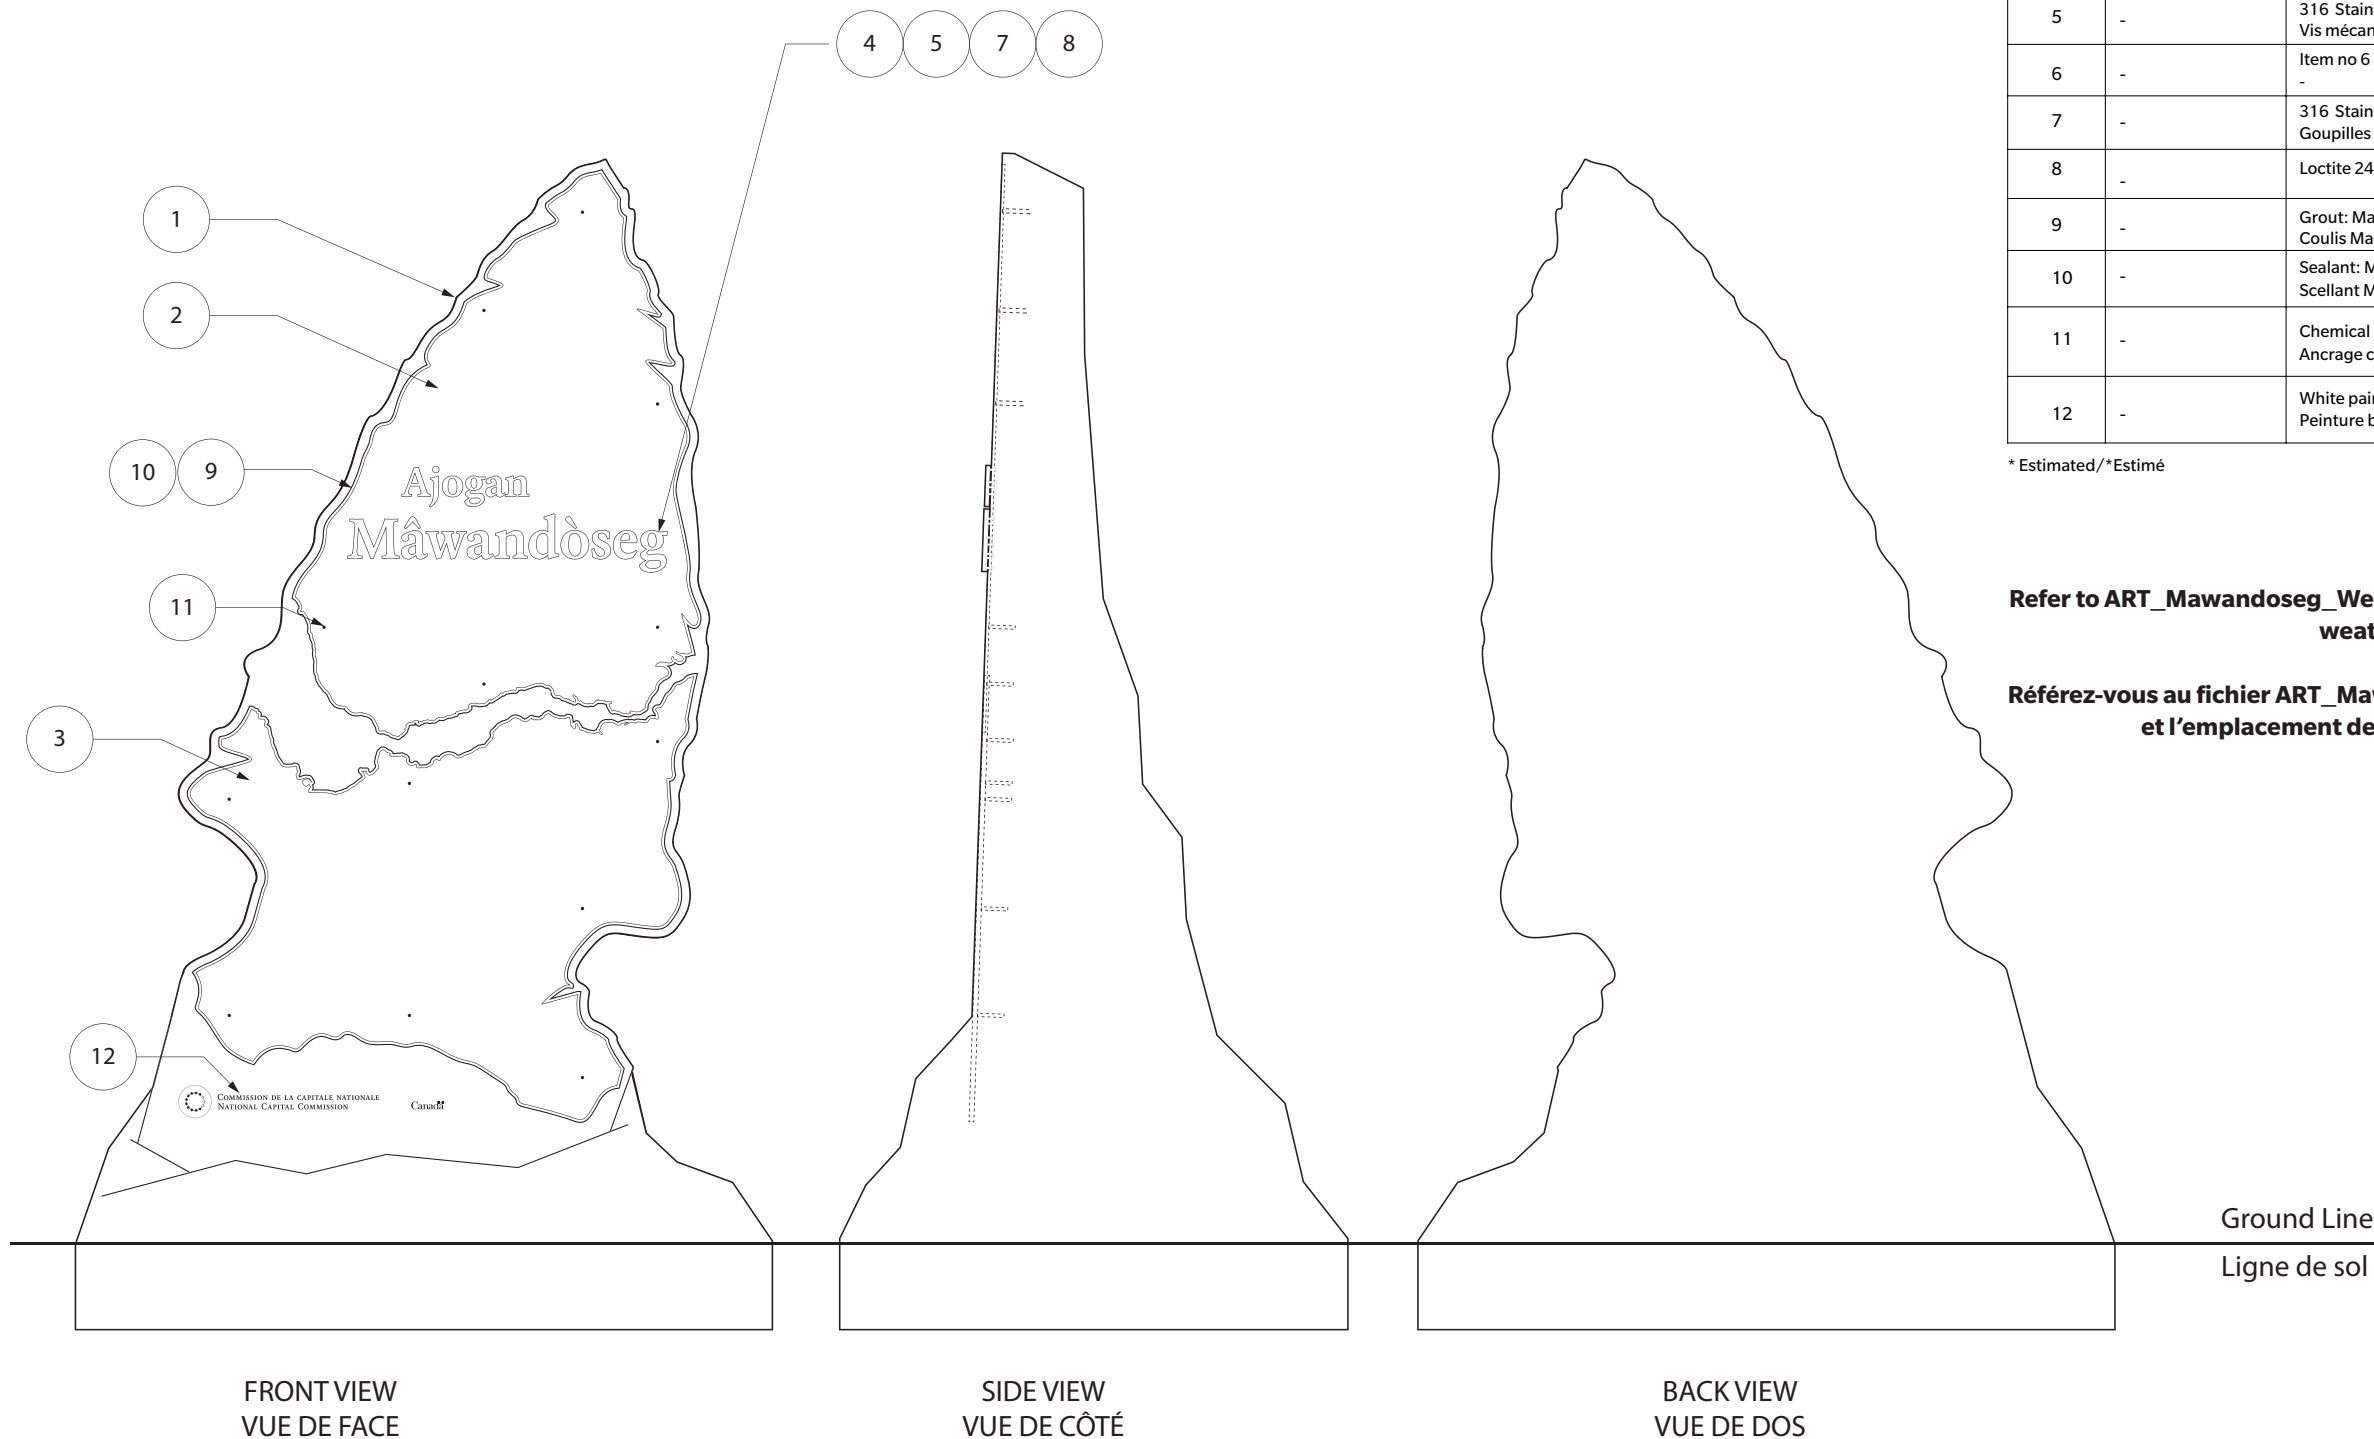 4 5 7 8
1
2
10 9
11
3
12
Ajogan
Mâwandòseg
COMMISSION DE LA CAPITALE NATIONALE
NATIONAL CAPITAL COMMISSION
Canada
FRONT VIEW
VUE DE FACE
SIDE VIEW
VUE DE CÔTÉ
BACK VIEW
VUE DE DOS
5 - 316 Stain
Vis mécan
6 - Item no 6
-
7 - 316 Stain
Goupilles
8 - Loctite 24
9 - Grout: Ma
Coulis Ma
10 - Sealant: M
Scellant M
11 - Chemical
Ancrage c
12 - White pai
Peinture b
* Estimated/*Estimé
Refer to ART_Mawandoseg_We
weat
Référez-vous au fichier ART_Ma
et l’emplacement de
Ground Line
Ligne de sol